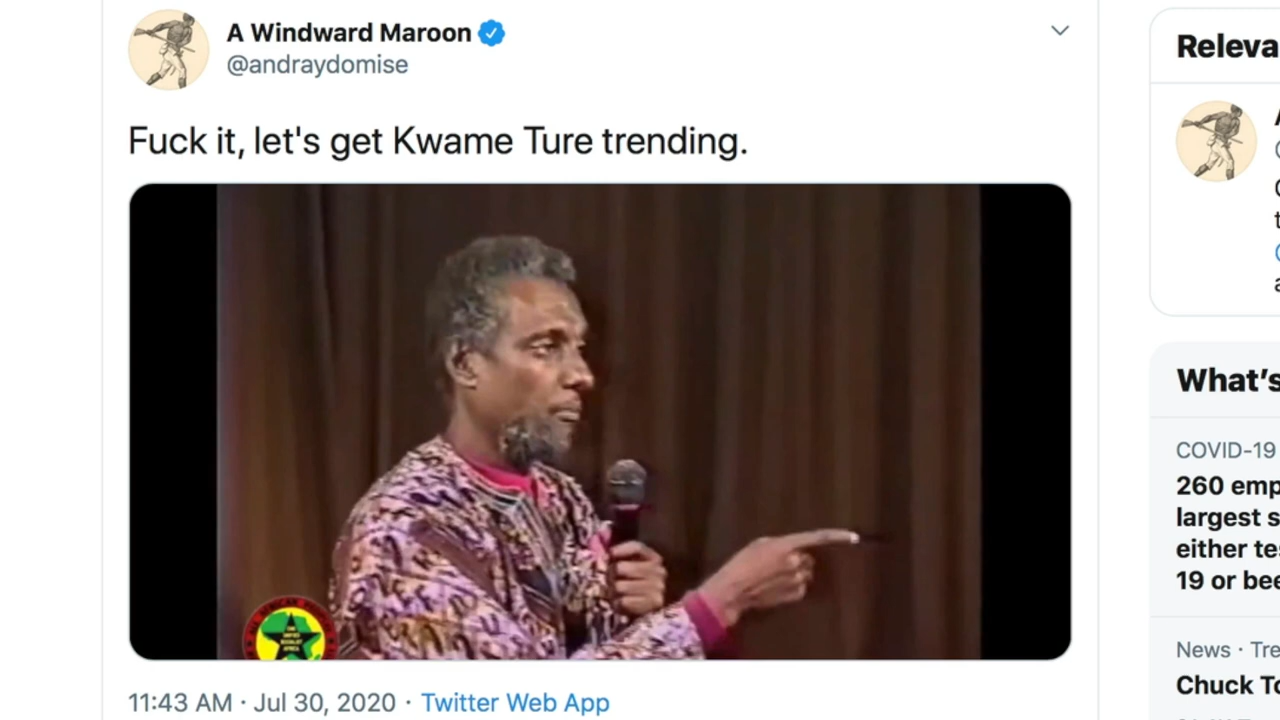 A Windward Maroon
@andraydomise
Fuck it, let's get Kwame Ture trending.
11:43 AM · Jul 30, 2020 · Twitter Web App
Releva
What's
COVID-19
260 emp
largest s
either te
19 or bee
News · Tre
Chuck To